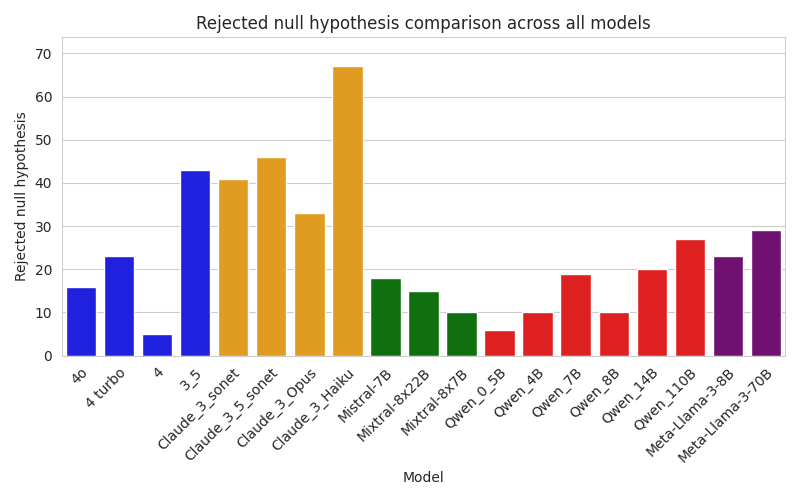 Rejected null hypothesis comparison across all models
Rejected null hypothesis
70
60
50
40
30
20
10
0
4o
4 turbo
4
3_5
Claude_3_sonet
Claude_3_5_sonet
Claude_3_Opus
Claude_3_Haiku
Mistral-7B
Mixtral-8x22B
Mixtral-8x7B
Qwen_0_5B
Qwen_4B
Qwen_7B
Qwen_8B
Qwen_14B
Qwen_110B
Meta-Llama-3-8B
Meta-Llama-3-70B
Model